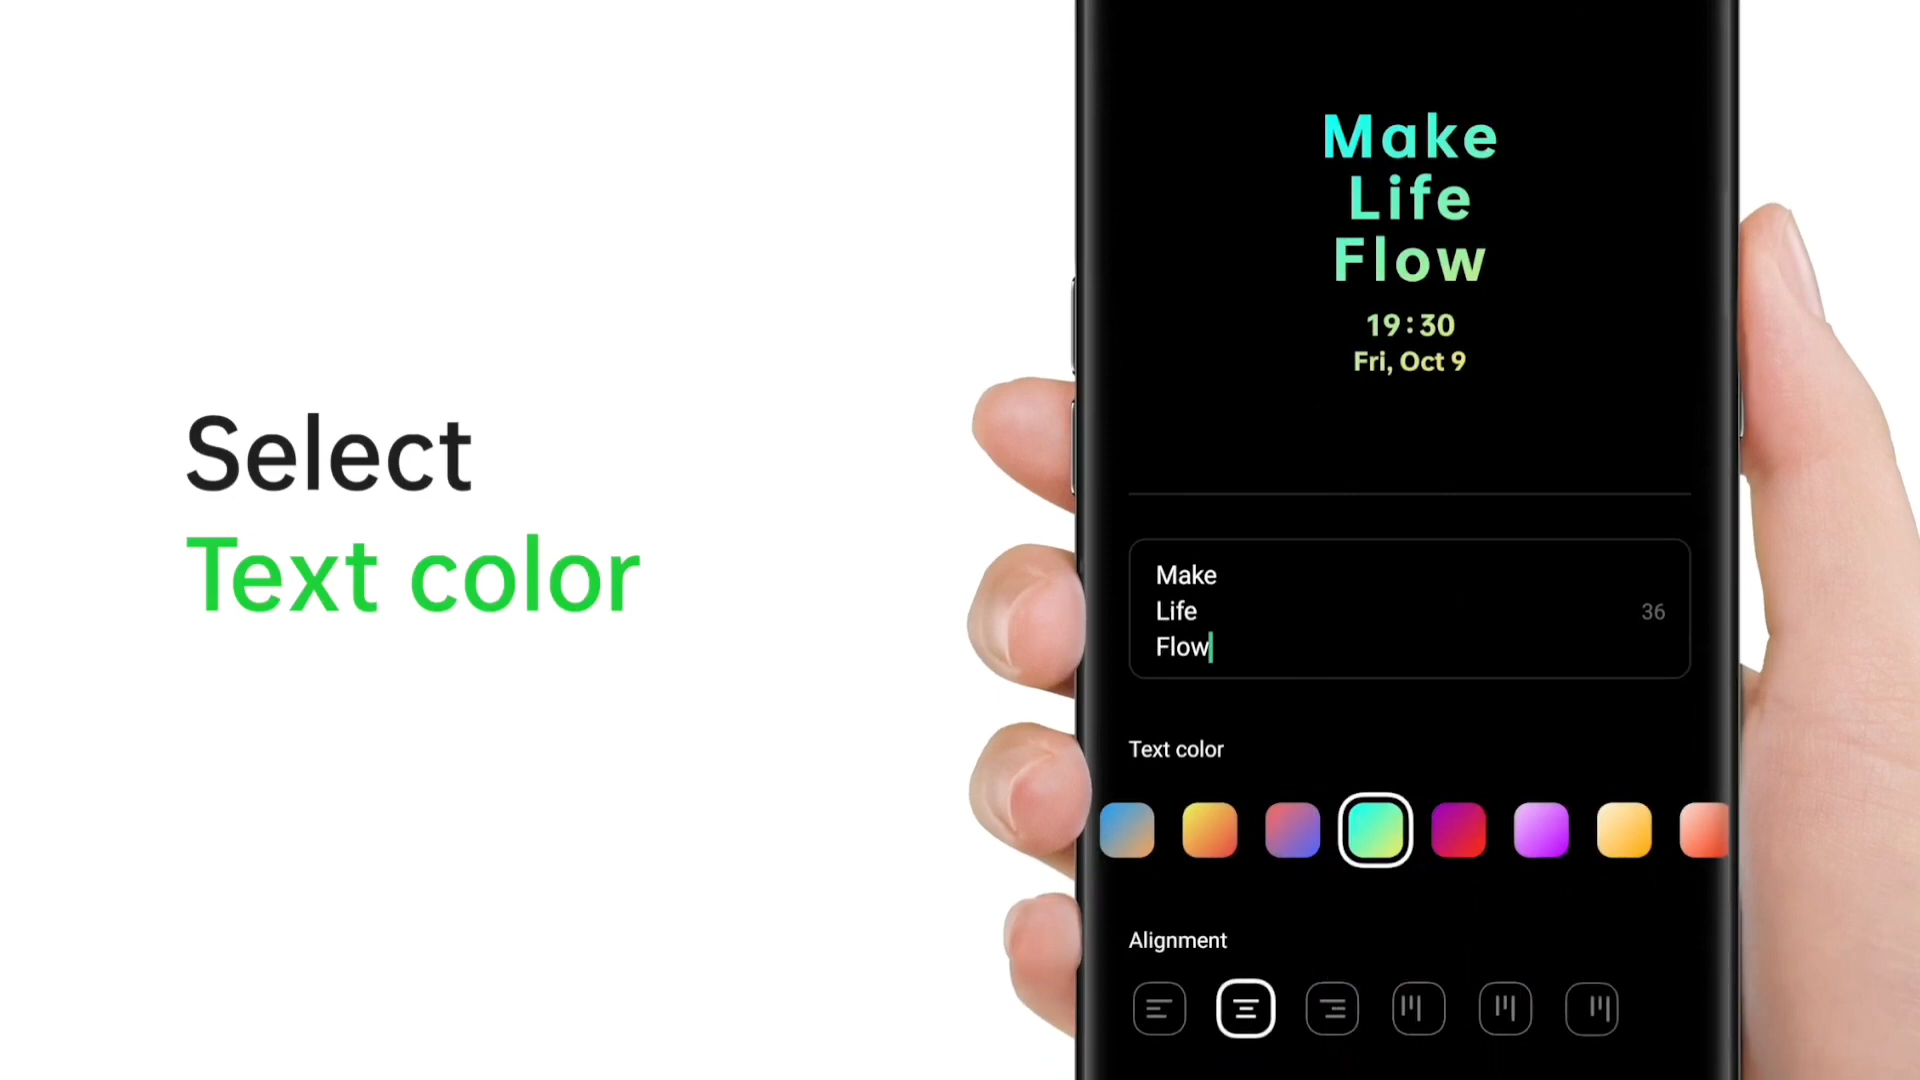 Select
Text color
Make
Life
Flow
19:30
Fri, Oct 9
Make
Life
Flow
36
Text color
Alignment